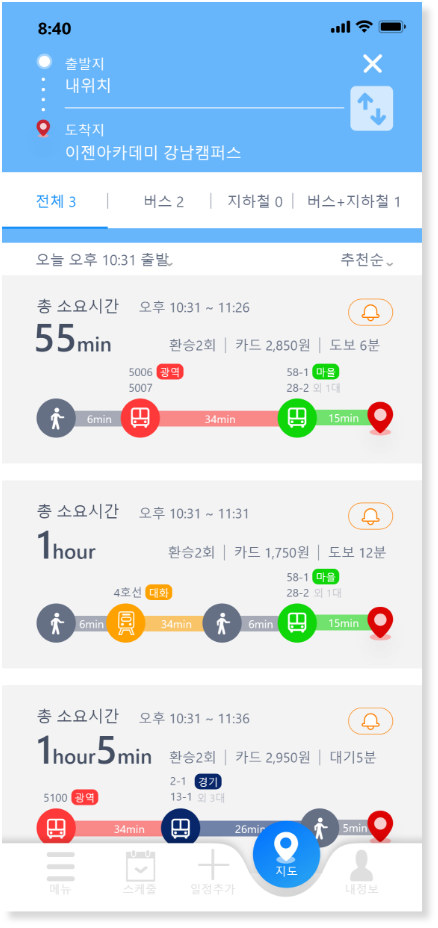 8:40
출발지
내위치
도착지
이젠아카데미 강남캠퍼스
전체 3 | 버스 2 | 지하철 0 | 버스+지하철 1
오늘 오후 10:31 출발 추천순
총 소요시간 오후 10:31 ~ 11:26
55min 환승2회 | 카드 2,850원 | 도보 6분
5006 광역 58-1 마을
5007 28-2 외 1대
6min 34min 15min
총 소요시간 오후 10:31 ~ 11:31
1hour 환승2회 | 카드 1,750원 | 도보 12분
58-1 마을
4호선 대화 28-2 외 1대
6min 34min 6min 15min
총 소요시간 오후 10:31 ~ 11:36
1hour5min 환승2회 | 카드 2,950원 | 대기5분
2-1 경기
5100 광역 13-1 외 3대
34min 26min 5min
메뉴 스케줄 일정추가 지도 내정보